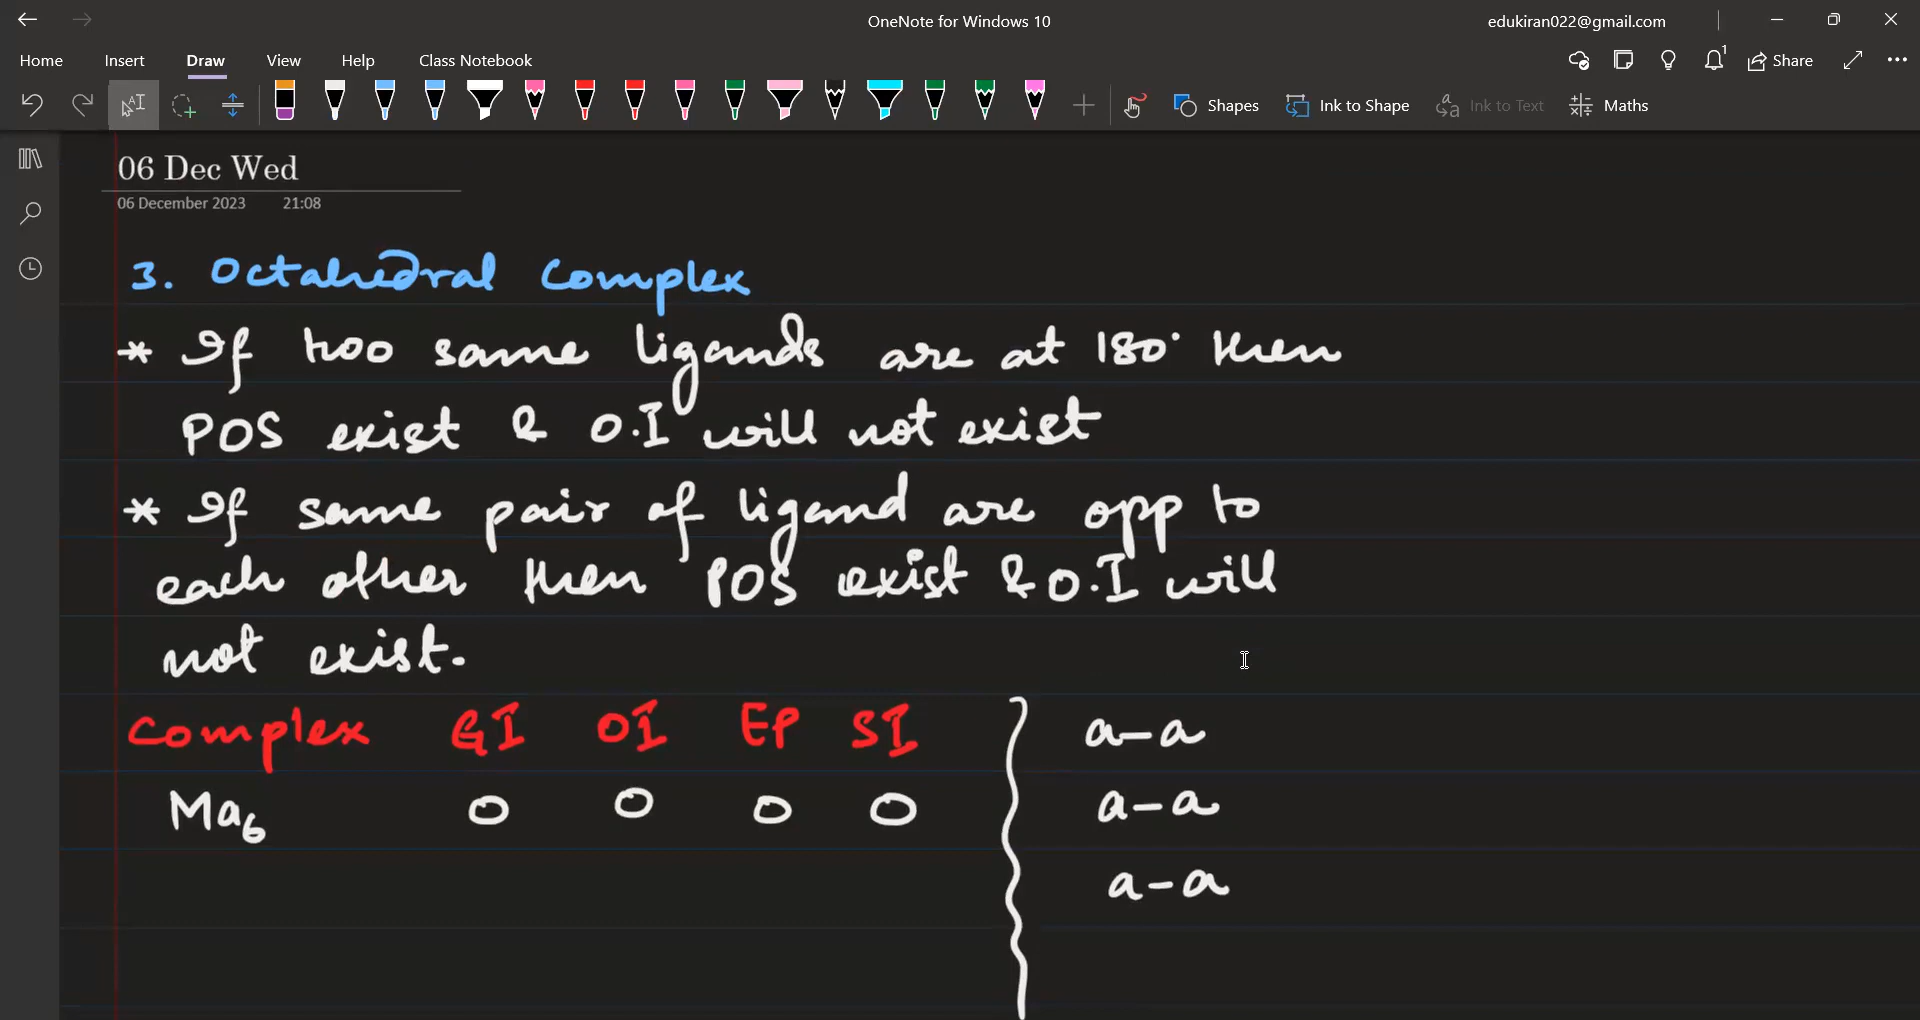 OneNote for Windows 10
edukiran022@gmail.com
Home Insert Draw View Help Class Notebook
1 Share
Shapes Ink to Shape Ink to Text Maths
06 Dec Wed
06 December 2023 21:08
3. Octahedral Complex
* If two same ligands are at 180° then
POS exist & O.I will not exist
* If same pair of ligand are opp to
each other then POS exist & O.I will
not exist.
Complex GI OI EP SI a-a
Ma6 0 0 0 0 a-a
a-a